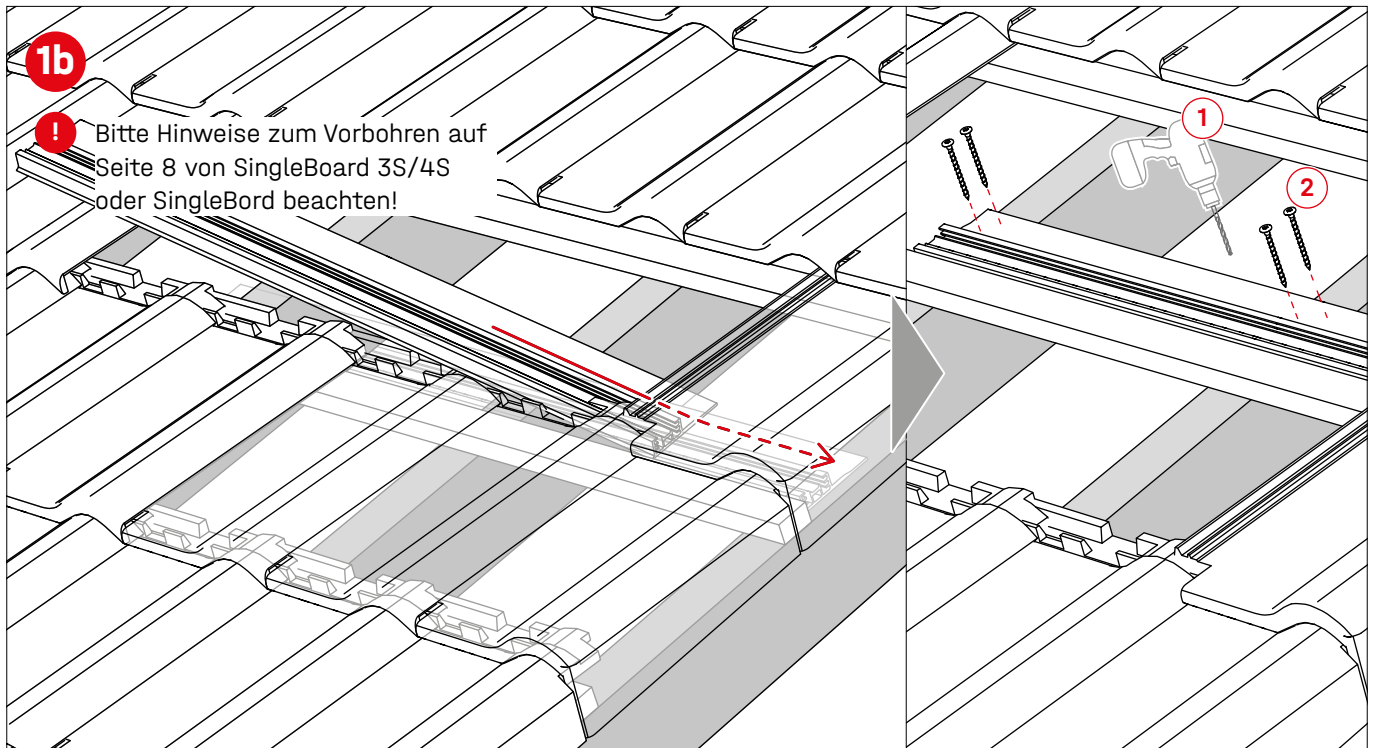 1b
! Bitte Hinweise zum Vorbohren auf
Seite 8 von SingleBoard 3S/4S
oder SingleBord beachten!
1
2